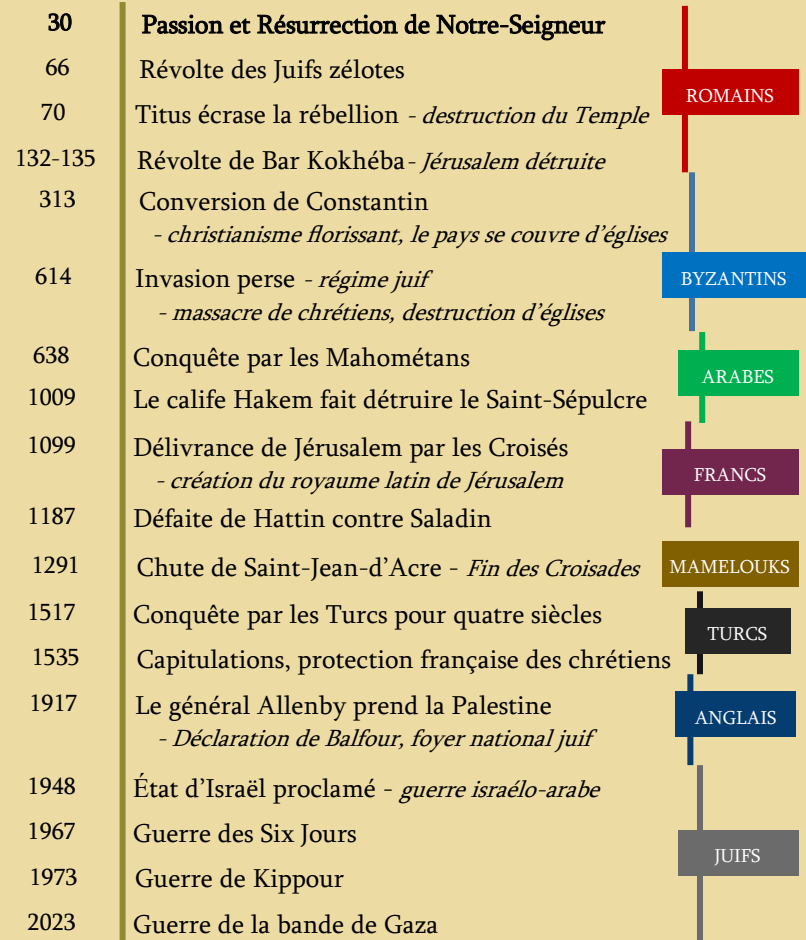 30 Passion et Résurrection de Notre-Seigneur
66 Révolte des Juifs zélotes
ROMAINS
70 Titus écrase la rébellion - destruction du Temple
132-135 Révolte de Bar Kokhéba - Jérusalem détruite
313 Conversion de Constantin
- christianisme florissant, le pays se couvre d'églises
614 Invasion perse - régime juif
BYZANTINS
- massacre de chrétiens, destruction d'églises
638 Conquête par les Mahométans
ARABES
1009 Le calife Hakem fait détruire le Saint-Sépulcre
1099 Délivrance de Jérusalem par les Croisés
- création du royaume latin de Jérusalem
FRANCS
1187 Défaite de Hattin contre Saladin
1291 Chute de Saint-Jean-d'Acre - Fin des Croisades
MAMELOUKS
1517 Conquête par les Turcs pour quatre siècles
TURCS
1535 Capitulations, protection française des chrétiens
1917 Le général Allenby prend la Palestine
ANGLAIS
- Déclaration de Balfour, foyer national juif
1948 État d'Israël proclamé - guerre israélo-arabe
1967 Guerre des Six Jours
JUIFS
1973 Guerre de Kippour
2023 Guerre de la bande de Gaza